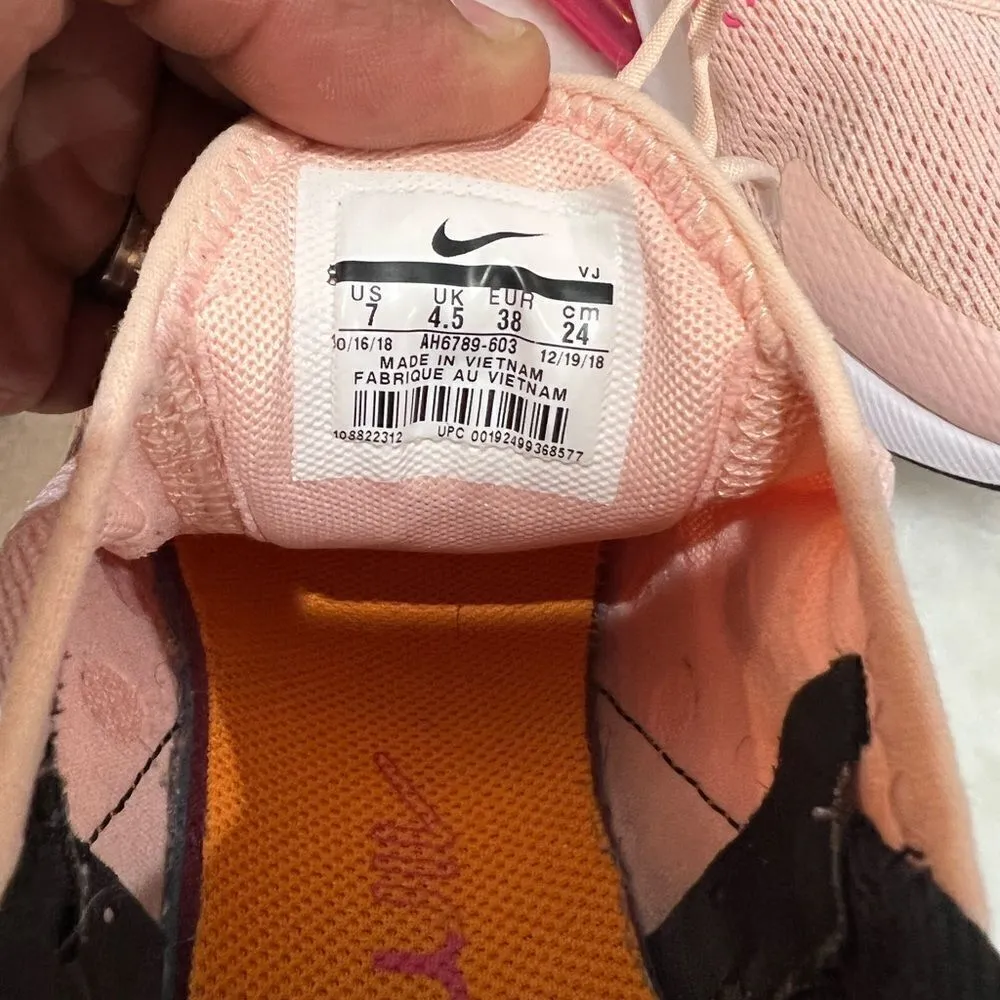 VJ
US UK EUR cm
7 4.5 38 24
10/16/18 AH6789-603 12/19/18
MADE IN VIETNAM
FABRIQUE AU VIETNAM
108822312 UPC 00192499368577